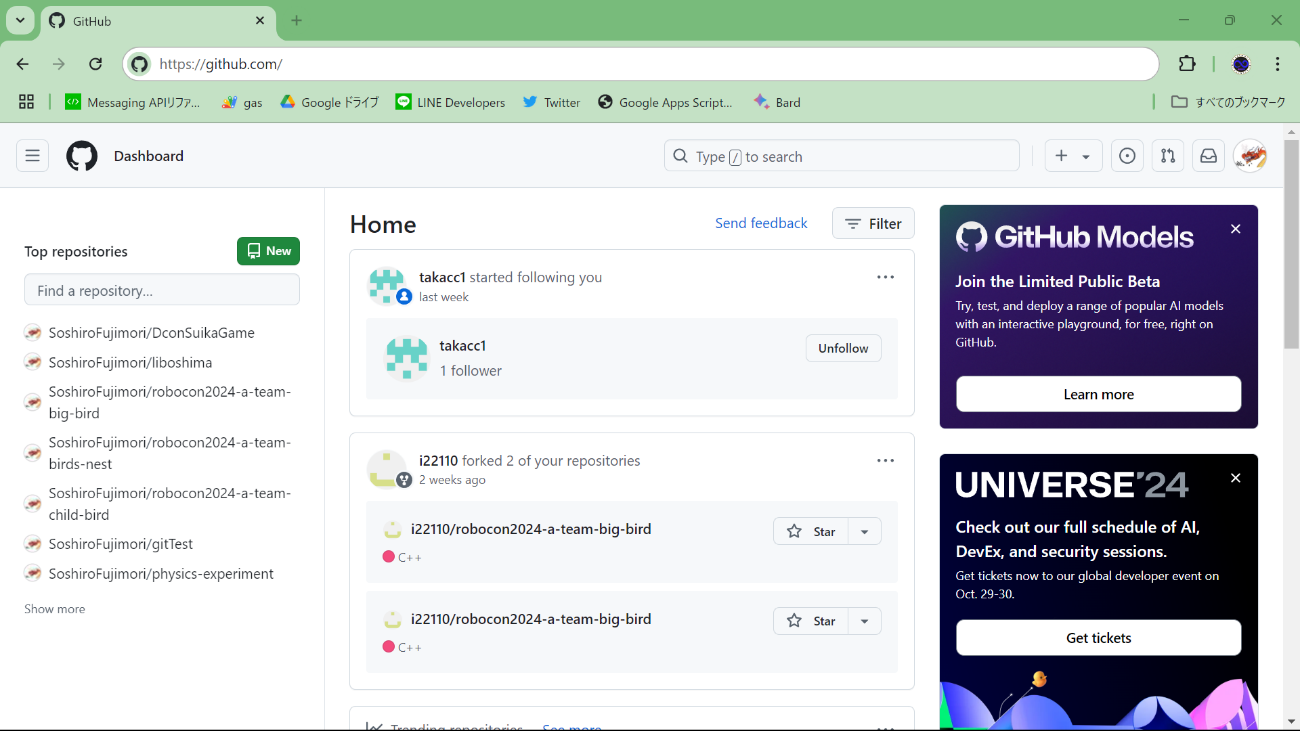 GitHub
https://github.com/
Messaging APIリファ...
gas
Google ドライブ
LINE Developers
Twitter
Google Apps Script...
Bard
すべてのブックマーク
Dashboard
Type / to search
Top repositories
New
Find a repository...
SoshiroFujimori/DconSuikaGame
SoshiroFujimori/liboshima
SoshiroFujimori/robocon2024-a-team-
big-bird
SoshiroFujimori/robocon2024-a-team-
birds-nest
SoshiroFujimori/robocon2024-a-team-
child-bird
SoshiroFujimori/gitTest
SoshiroFujimori/physics-experiment
Show more
Home
Send feedback
Filter
takacc1 started following you
last week
takacc1
1 follower
Unfollow
i22110 forked 2 of your repositories
2 weeks ago
i22110/robocon2024-a-team-big-bird
Star
C++
i22110/robocon2024-a-team-big-bird
Star
C++
Trending repositories
See more
GitHub Models
Join the Limited Public Beta
Try, test, and deploy a range of popular AI models
with an interactive playground, for free, right on
GitHub.
Learn more
UNIVERSE'24
Check out our full schedule of AI,
DevEx, and security sessions.
Get tickets now to our global developer event on
Oct. 29-30.
Get tickets